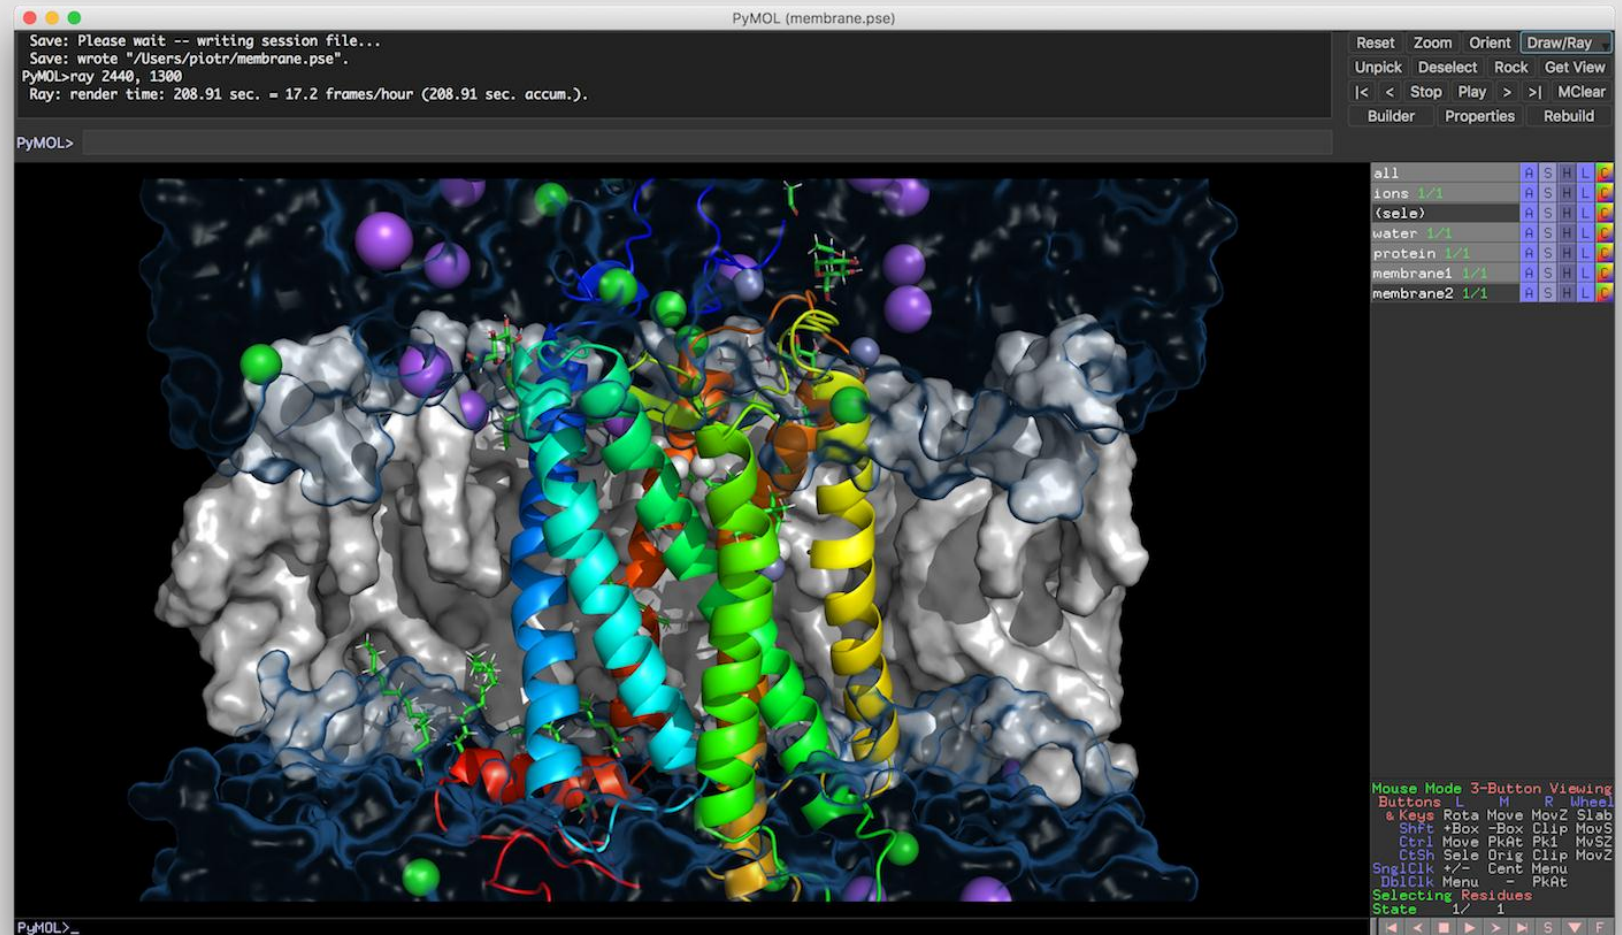 PyMOL (membrane.pse)
Save: Please wait -- writing session file...
Save: wrote "/Users/piotr/membrane.pse".
PyMOL>ray 2440, 1300
Ray: render time: 208.91 sec. = 17.2 frames/hour (208.91 sec. accum.).
PyMOL>
Reset Zoom Orient Draw/Ray
Unpick Deselect Rock Get View
|< < Stop Play > >| MClear
Builder Properties Rebuild
all A S H L C
ions 1/1 A S H L C
(sele) A S H L C
water 1/1 A S H L C
protein 1/1 A S H L C
membrane1 1/1 A S H L C
membrane2 1/1 A S H L C
Mouse Mode 3-Button Viewing
Buttons L M R Wheel
& Keys Rota Move MovZ Slab
Shft +Box -Box Clip MovS
Ctrl Move PkAt Pk1 MvSZ
CtSh Sele Orig Clip MovZ
SnglClk +/- Cent Menu
DblClk Menu - PkAt
Selecting Residues
State 1/ 1
S F
PyMOL>_